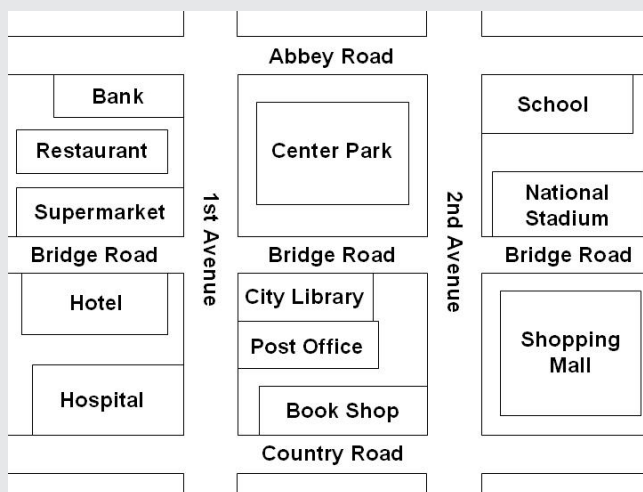 Abbey Road
Bank
School
Restaurant
Center Park
Supermarket
1st Avenue
2nd Avenue
National
Stadium
Bridge Road
Bridge Road
Bridge Road
Hotel
City Library
Post Office
Shopping
Mall
Hospital
Book Shop
Country Road